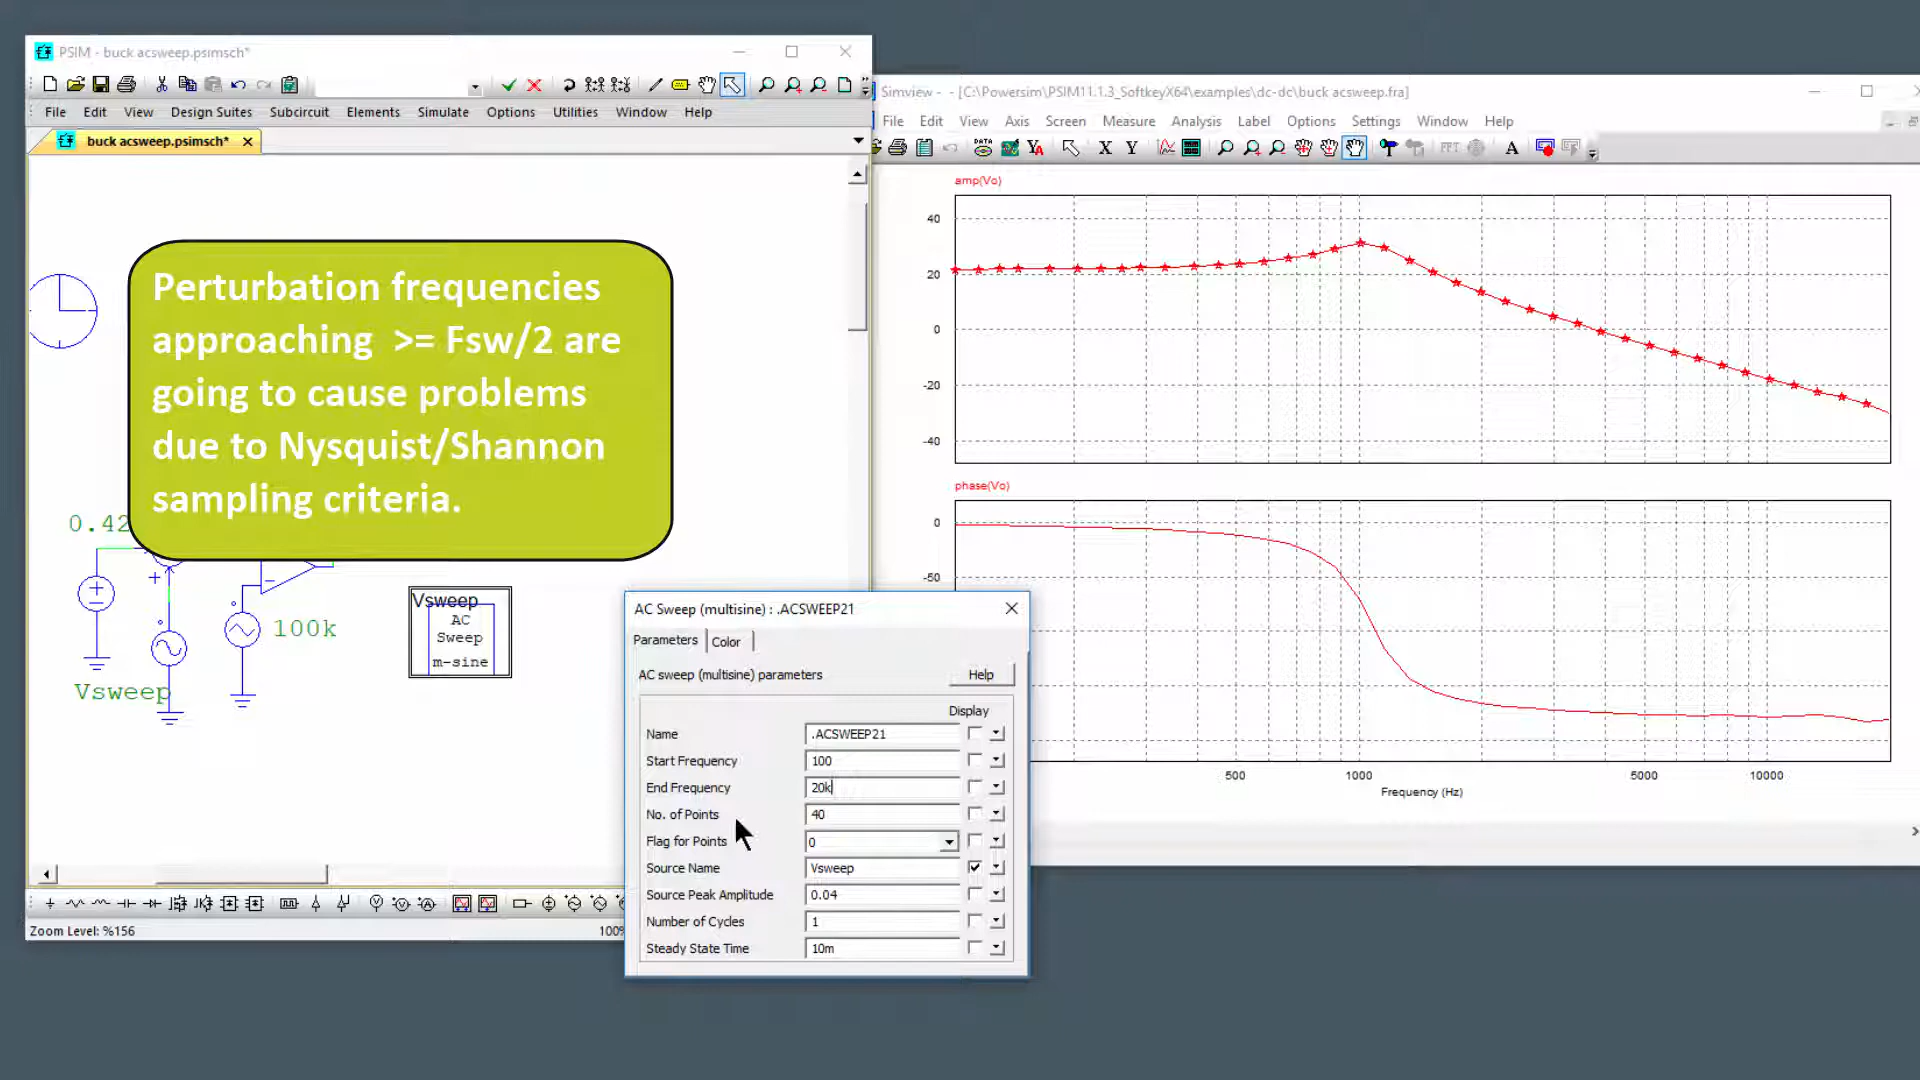 PSIM - buck acsweep.psimsch*
File Edit View Design Suites Subcircuit Elements Simulate Options Utilities Window Help
buck acsweep.psimsch*
Perturbation frequencies
approaching >= Fsw/2 are
going to cause problems
due to Nysquist/Shannon
sampling criteria.
0.42
100k
Vsweep
Vsweep
AC
Sweep
m-sine
Zoom Level: %156
100%
Simview - - [C:\Powersim\PSIM11.1.3_SoftkeyX64\examples\dc-dc\buck acsweep.fra]
File Edit View Axis Screen Measure Analysis Label Options Settings Window Help
DATA
X Y
FFT
A
amp(Vo)
40
20
0
-20
-40
phase(Vo)
0
-50
500 1000 5000 10000
Frequency (Hz)
AC Sweep (multisine) : .ACSWEEP21
Parameters Color
AC sweep (multisine) parameters Help
Display
Name .ACSWEEP21
Start Frequency 100
End Frequency 20k
No. of Points 40
Flag for Points 0
Source Name Vsweep
Source Peak Amplitude 0.04
Number of Cycles 1
Steady State Time 10m